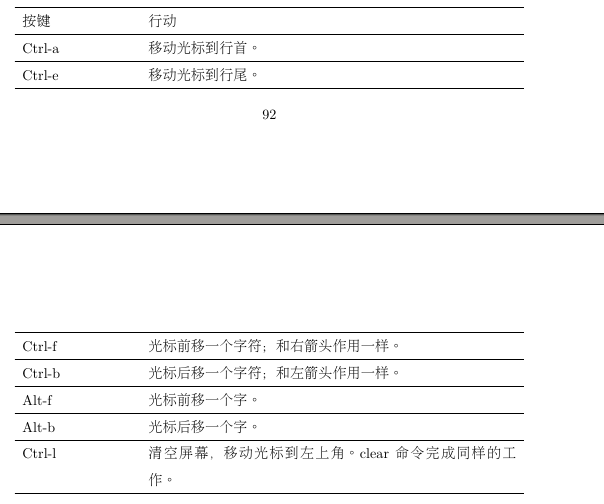 按键 行动
Ctrl-a 移动光标到行首。
Ctrl-e 移动光标到行尾。
92
Ctrl-f 光标前移一个字符；和右箭头作用一样。
Ctrl-b 光标后移一个字符；和左箭头作用一样。
Alt-f 光标前移一个字。
Alt-b 光标后移一个字。
Ctrl-l 清空屏幕，移动光标到左上角。clear 命令完成同样的工
作。